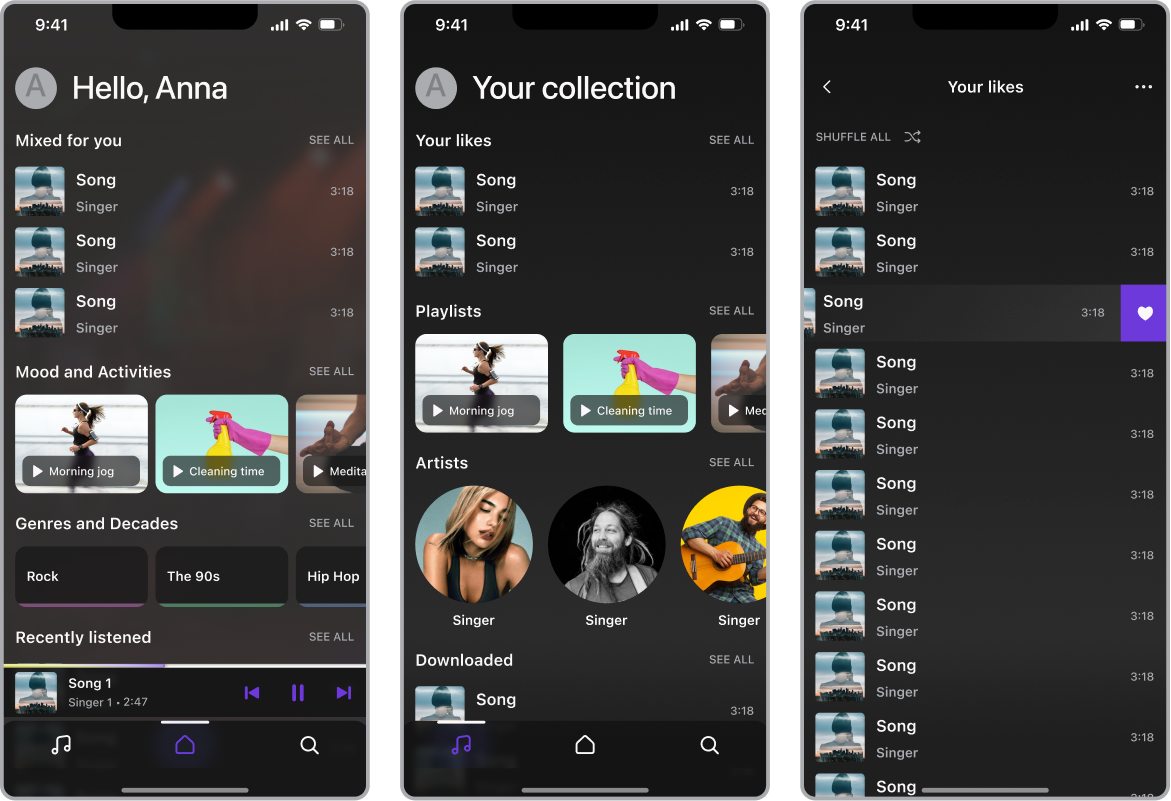 9:41
A Hello, Anna
Mixed for you SEE ALL
Song
Singer
3:18
Song
Singer
3:18
Song
Singer
3:18
Mood and Activities SEE ALL
Morning jog
Cleaning time
Medita
Genres and Decades SEE ALL
Rock
The 90s
Hip Hop
Recently listened SEE ALL
Song 1
Singer 1 • 2:47
9:41
A Your collection
Your likes SEE ALL
Song
Singer
3:18
Song
Singer
3:18
Playlists SEE ALL
Morning jog
Cleaning time
Med
Artists SEE ALL
Singer
Singer
Singer
Downloaded SEE ALL
Song
3:18
9:41
Your likes
SHUFFLE ALL
Song
Singer
3:18
Song
Singer
3:18
Song
Singer
3:18
Song
Singer
3:18
Song
Singer
3:18
Song
Singer
3:18
Song
Singer
3:18
Song
Singer
3:18
Song
Singer
3:18
Song
Singer
3:18
Song
3:18